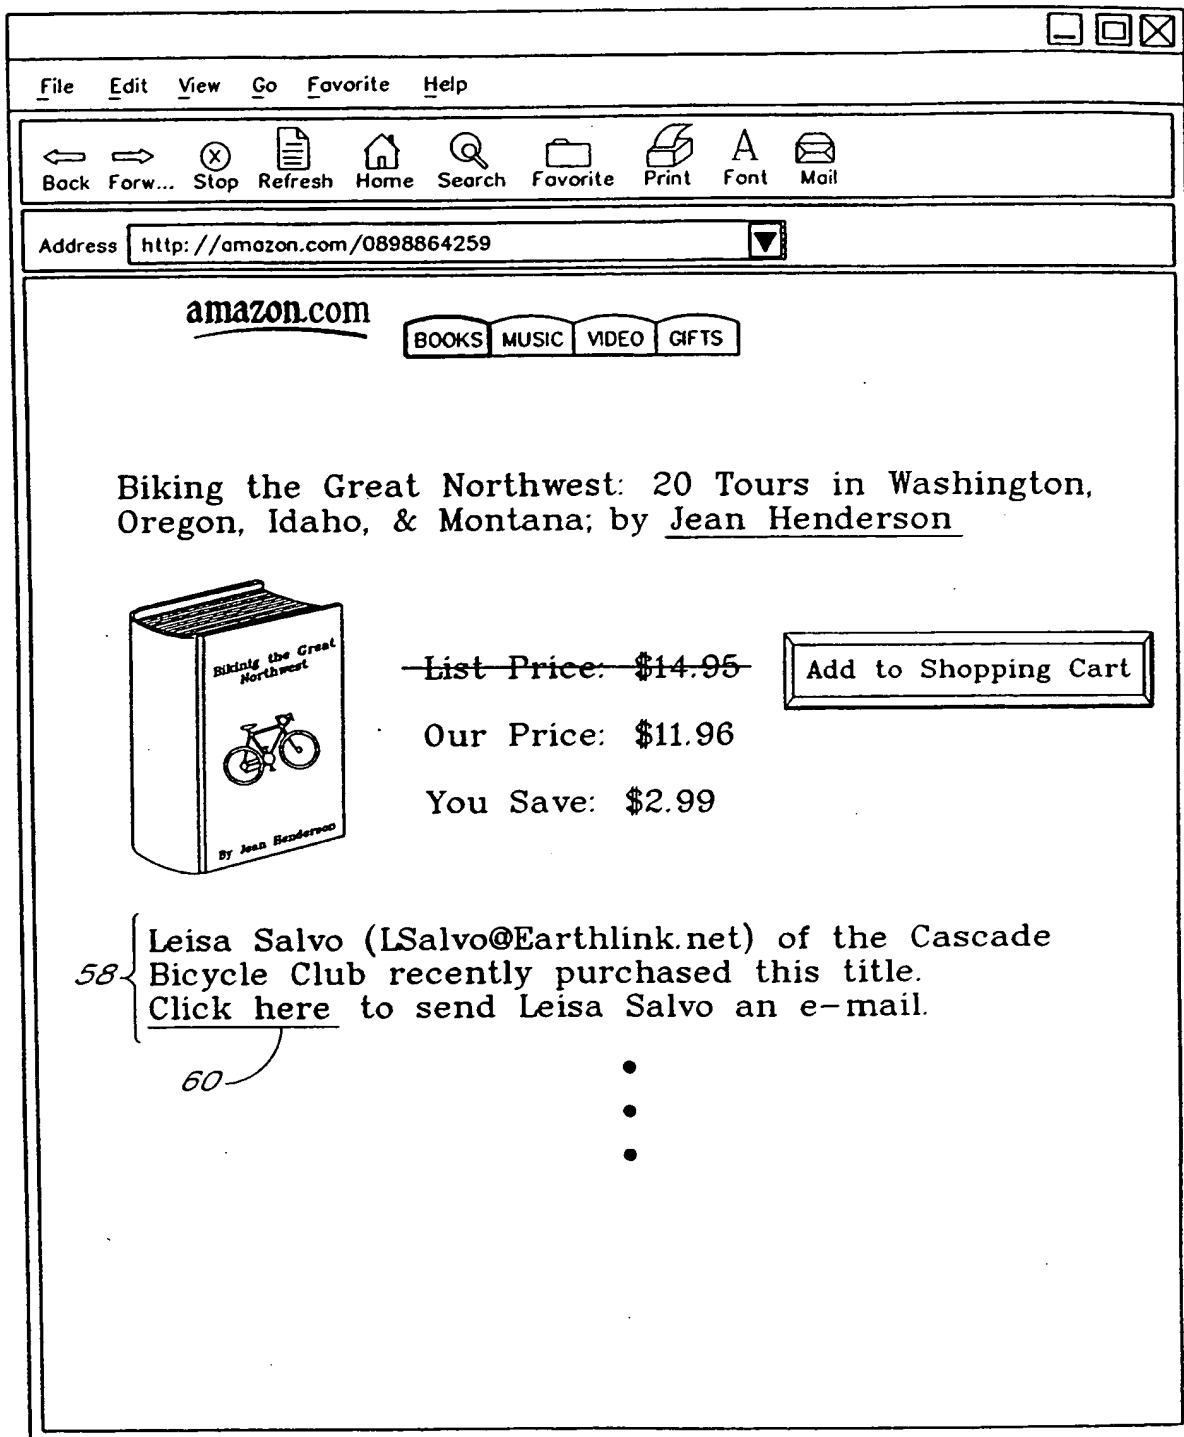 File Edit View Go Favorite Help
Back Forw... Stop Refresh Home Search Favorite Print Font Mail
Address http://amazon.com/0898864259
amazon.com
BOOKS MUSIC VIDEO GIFTS
Biking the Great Northwest: 20 Tours in Washington,
Oregon, Idaho, & Montana; by Jean Henderson
Bikintg the Great
Northwest
By Jean Henderson
List Price: $14.95
Add to Shopping Cart
Our Price: $11.96
You Save: $2.99
58
Leisa Salvo (LSalvo@Earthlink.net) of the Cascade
Bicycle Club recently purchased this title.
Click here to send Leisa Salvo an e-mail.
60